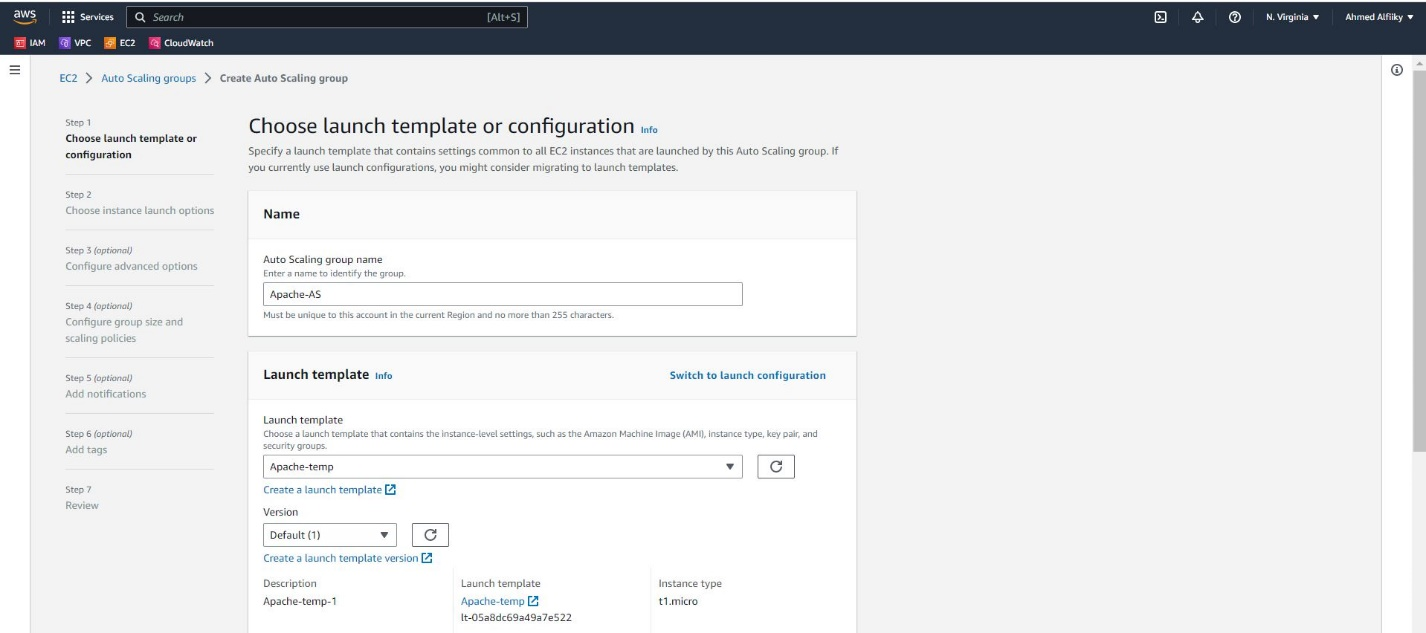 aws Services Search [Alt+S] N. Virginia Ahmed Alfiiky
IAM VPC EC2 CloudWatch
EC2 > Auto Scaling groups > Create Auto Scaling group
Step 1
Choose launch template or
configuration
Step 2
Choose instance launch options
Step 3 (optional)
Configure advanced options
Step 4 (optional)
Configure group size and
scaling policies
Step 5 (optional)
Add notifications
Step 6 (optional)
Add tags
Step 7
Review
Choose launch template or configuration Info
Specify a launch template that contains settings common to all EC2 instances that are launched by this Auto Scaling group. If
you currently use launch configurations, you might consider migrating to launch templates.
Name
Auto Scaling group name
Enter a name to identify the group.
Apache-AS
Must be unique to this account in the current Region and no more than 255 characters.
Launch template Info Switch to launch configuration
Launch template
Choose a launch template that contains the instance-level settings, such as the Amazon Machine Image (AMI), instance type, key pair, and
security groups.
Apache-temp
Create a launch template
Version
Default (1)
Create a launch template version
Description Launch template Instance type
Apache-temp-1 Apache-temp t1.micro
lt-05a8dc69a49a7e522